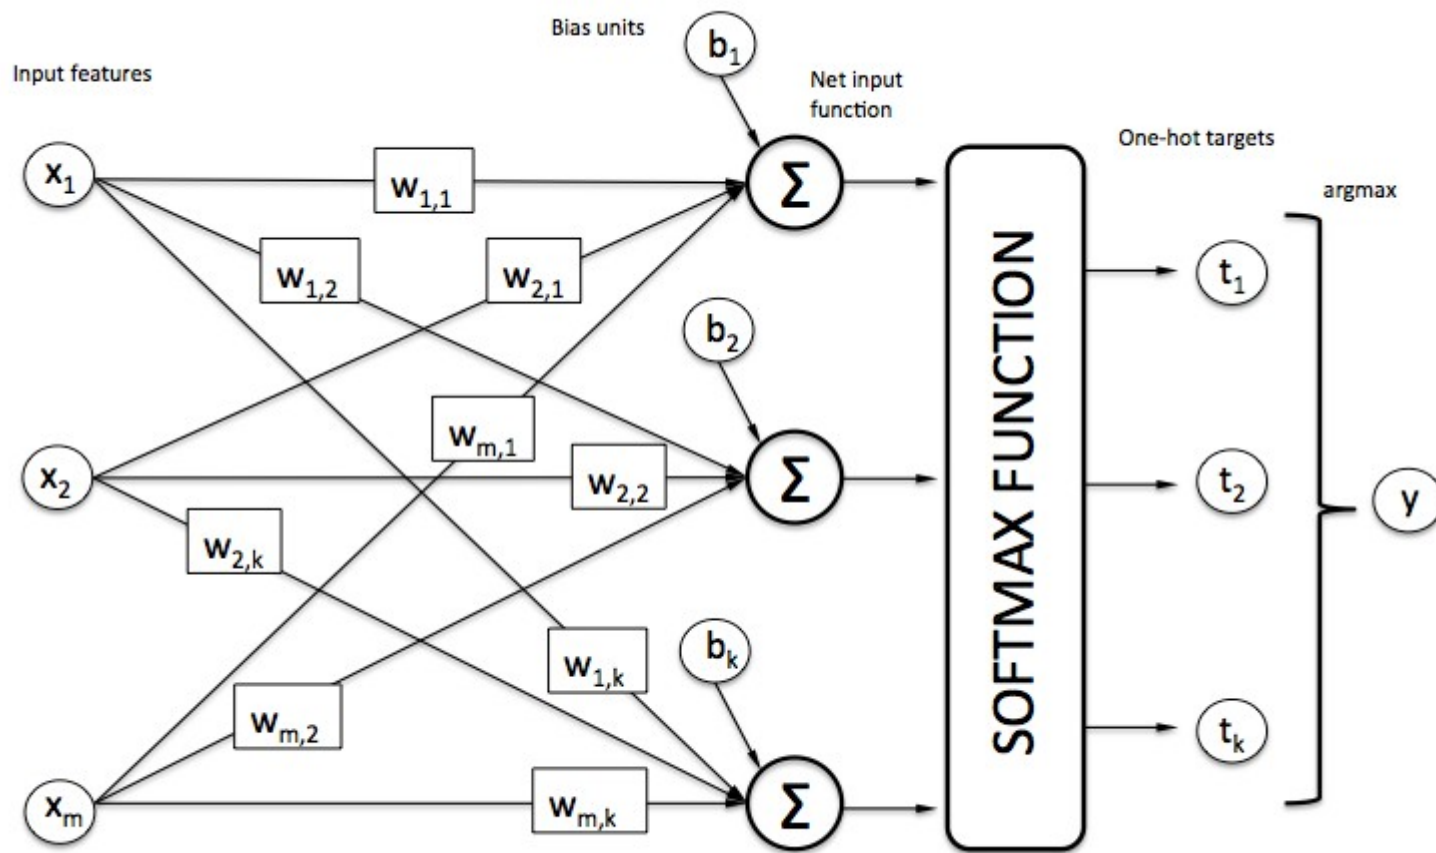 Input features
Bias units
b1
Net input
function
One-hot targets
argmax
x1
w1,1
Σ
w1,2
w2,1
t1
b2
wm,1
x2
w2,2
Σ
t2
y
w2,k
SOFTMAX FUNCTION
bk
w1,k
wm,2
tk
xm
wm,k
Σ